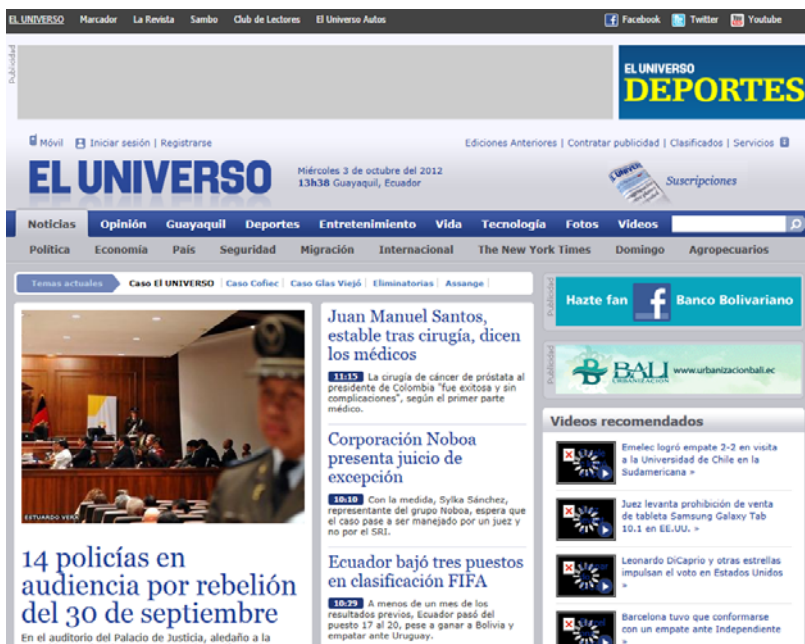 EL UNIVERSO Marcador La Revista Sambo Club de Lectores El Universo Autos Facebook Twitter Youtube
Publicidad
EL UNIVERSO
DEPORTES
Móvil Iniciar sesión | Registrarse Ediciones Anteriores | Contratar publicidad | Clasificados | Servicios
EL UNIVERSO
Miércoles 3 de octubre del 2012
13h38 Guayaquil, Ecuador
Suscripciones
Noticias Opinión Guayaquil Deportes Entretenimiento Vida Tecnología Fotos Videos
Política Economía País Seguridad Migración Internacional The New York Times Domingo Agropecuarios
Temas actuales Caso El UNIVERSO | Caso Cofiec | Caso Glas Viejó | Eliminatorias | Assange |
ESTUARDO VERA
14 policías en
audiencia por rebelión
del 30 de septiembre
En el auditorio del Palacio de Justicia, aledaño a la
Juan Manuel Santos,
estable tras cirugía, dicen
los médicos
11:15 La cirugía de cáncer de próstata al
presidente de Colombia "fue exitosa y sin
complicaciones", según el primer parte
médico.
Corporación Noboa
presenta juicio de
excepción
10:10 Con la medida, Sylka Sánchez,
representante del grupo Noboa, espera que
el caso pase a ser manejado por un juez y
no por el SRI.
Ecuador bajó tres puestos
en clasificación FIFA
10:29 A menos de un mes de los
resultados previos, Ecuador pasó del
puesto 17 al 20, pese a ganar a Bolivia y
empatar ante Uruguay.
Publicidad
Hazte fan f Banco Bolivariano
Publicidad
BALI www.urbanizacionbali.ec
URBANIZACIÓN
Videos recomendados
Emelec logró empate 2-2 en visita
a la Universidad de Chile en la
Sudamericana »
Juez levanta prohibición de venta
de tableta Samsung Galaxy Tab
10.1 en EE.UU. »
Leonardo DiCaprio y otras estrellas
impulsan el voto en Estados Unidos
»
Barcelona tuvo que conformarse
con un empate ante Independiente
»